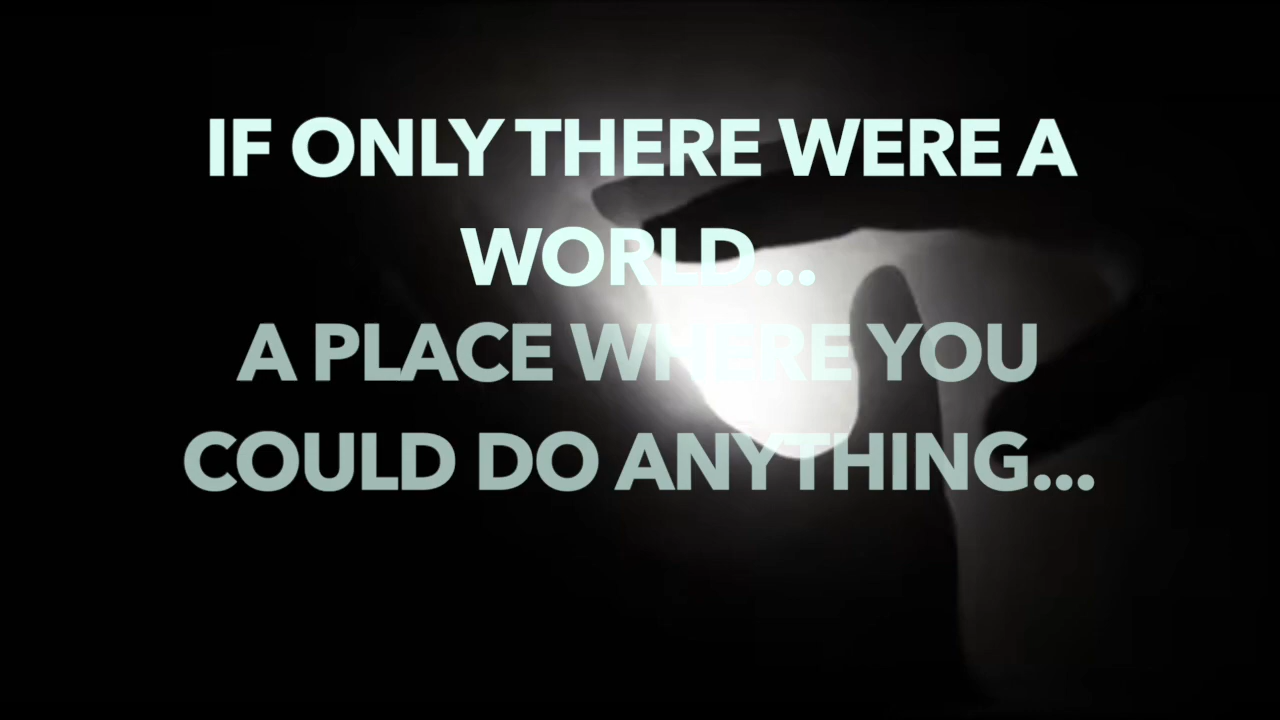 IF ONLY THERE WERE A
WORLD...
A PLACE WHERE YOU
COULD DO ANYTHING...